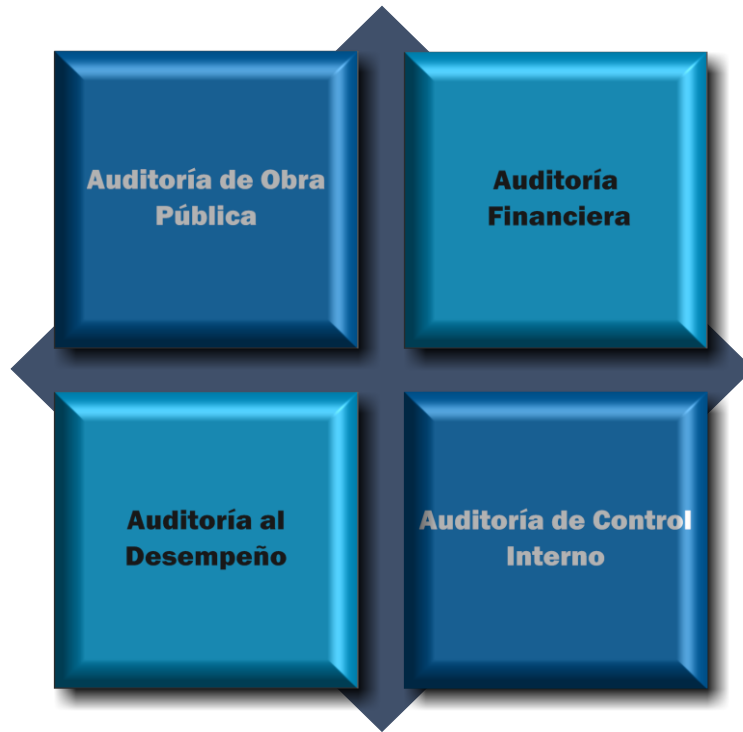 Auditoría de Obra
Pública
Auditoría
Financiera
Auditoría al
Desempeño
Auditoría de Control
Interno